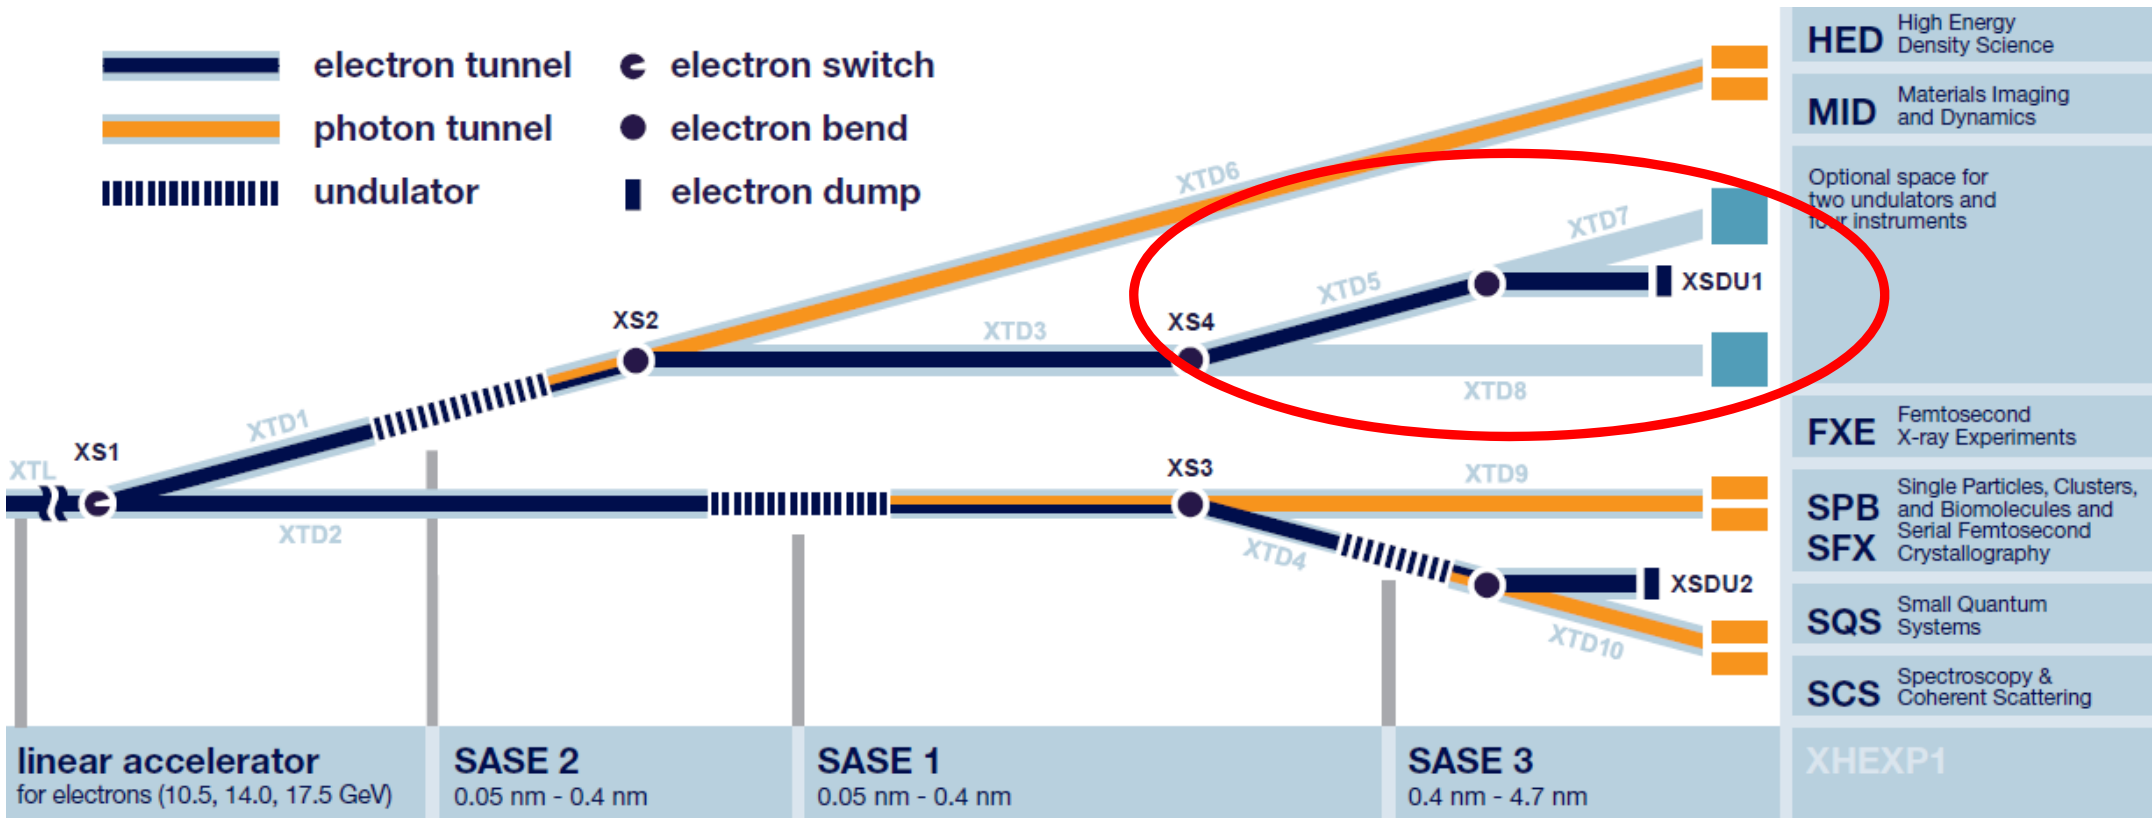 electron tunnel
electron switch
photon tunnel
electron bend
undulator
electron dump
XTD6
XTD7
XTD5
XSDU1
XS2
XTD3
XS4
XTD8
XTD1
XS1
XTL
XTD2
XS3
XTD9
XTD4
XSDU2
XTD10
HED
High Energy
Density Science
MID
Materials Imaging
and Dynamics
Optional space for
two undulators and
four instruments
FXE
Femtosecond
X-ray Experiments
SPB
SFX
Single Particles, Clusters,
and Biomolecules and
Serial Femtosecond
Crystallography
SQS
Small Quantum
Systems
SCS
Spectroscopy &
Coherent Scattering
XHEXP1
linear accelerator
for electrons (10.5, 14.0, 17.5 GeV)
SASE 2
0.05 nm - 0.4 nm
SASE 1
0.05 nm - 0.4 nm
SASE 3
0.4 nm - 4.7 nm